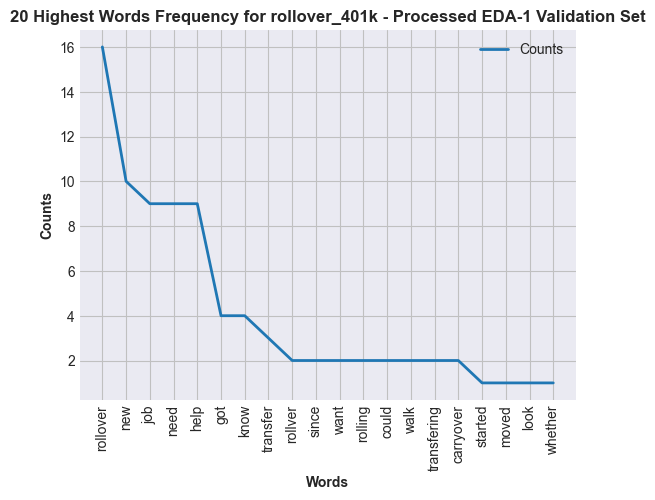 20 Highest Words Frequency for rollover_401k - Processed EDA-1 Validation Set
Counts
16
14
12
10
8
6
4
2
Counts
rollover
new
job
need
help
got
know
transfer
rollver
since
want
rolling
could
walk
transfering
carryover
started
moved
look
whether
Words